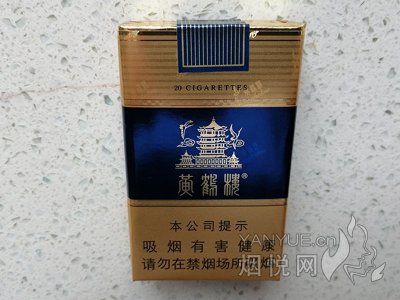 20 CIGARETTES
黄鹤楼®
本公司提示
吸烟有害健康
请勿在禁烟场所吸烟
YANYUE.cn
烟悦网